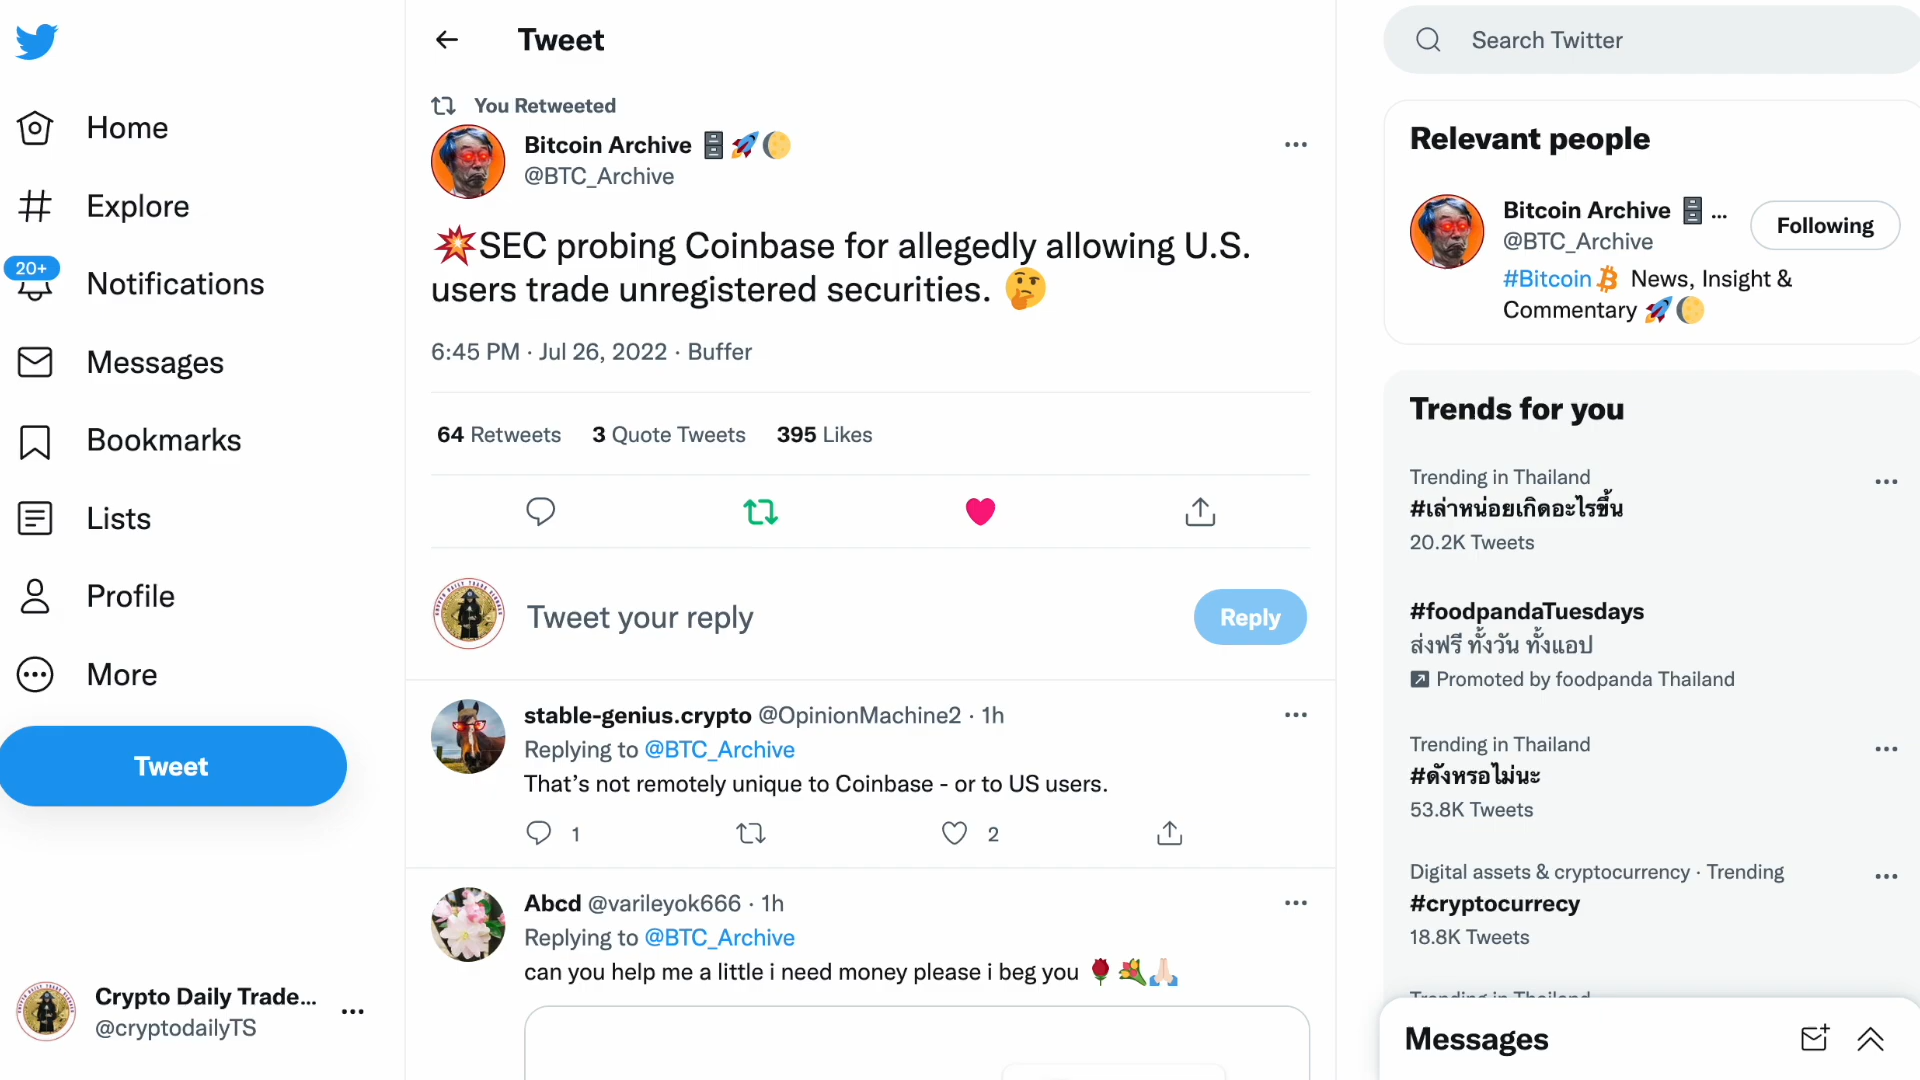 Home
Explore
20+
Notifications
Messages
Bookmarks
Lists
Profile
More
Tweet
Crypto Daily Trade...
@cryptodailyTS
Tweet
You Retweeted
Bitcoin Archive
@BTC_Archive
SEC probing Coinbase for allegedly allowing U.S.
users trade unregistered securities.
6:45 PM · Jul 26, 2022 · Buffer
64 Retweets 3 Quote Tweets 395 Likes
Tweet your reply
Reply
stable-genius.crypto @OpinionMachine2 · 1h
Replying to @BTC_Archive
That’s not remotely unique to Coinbase - or to US users.
1 2
Abcd @varileyok666 · 1h
Replying to @BTC_Archive
can you help me a little i need money please i beg you
Search Twitter
Relevant people
Bitcoin Archive ...
@BTC_Archive
Following
#Bitcoin News, Insight &
Commentary
Trends for you
Trending in Thailand
#เล่าหน่อยเกิดอะไรขึ้น
20.2K Tweets
#foodpandaTuesdays
ส่งฟรี ทั้งวัน ทั้งแอป
Promoted by foodpanda Thailand
Trending in Thailand
#ดังหรอไม่นะ
53.8K Tweets
Digital assets & cryptocurrency · Trending
#cryptocurrecy
18.8K Tweets
Trending in Thailand
Messages